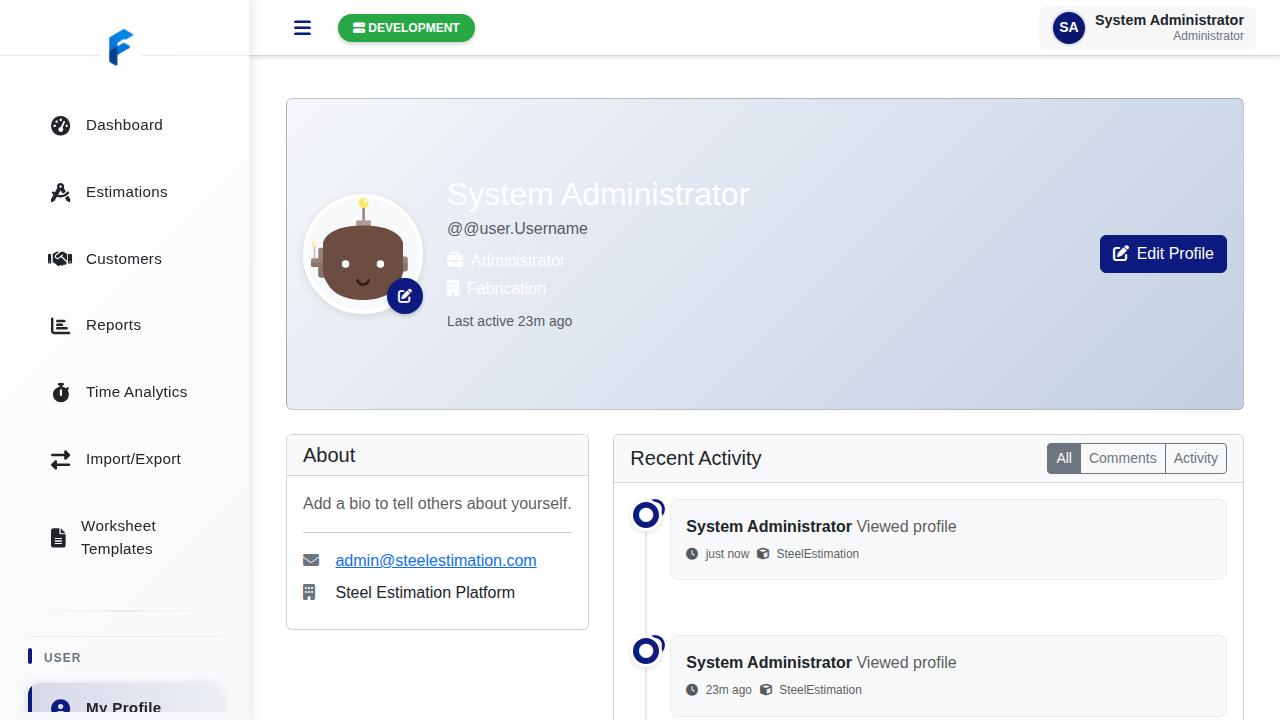 DEVELOPMENT
SA
System Administrator
Administrator
Dashboard
Estimations
Customers
Reports
Time Analytics
Import/Export
Worksheet
Templates
USER
My Profile
System Administrator
@@user.Username
Administrator
Fabrication
Last active 23m ago
Edit Profile
About
Add a bio to tell others about yourself.
admin@steelestimation.com
Steel Estimation Platform
Recent Activity
All Comments Activity
System Administrator Viewed profile
just now SteelEstimation
System Administrator Viewed profile
23m ago SteelEstimation